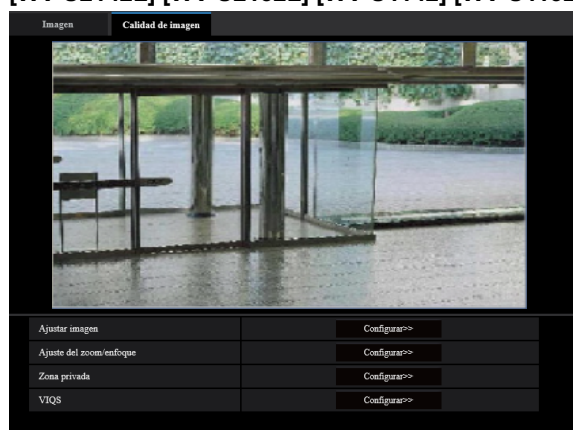 Imagen Calidad de imagen
Ajustar imagen Configurar>>
Ajuste del zoom/enfoque Configurar>>
Zona privada Configurar>>
VIQS Configurar>>